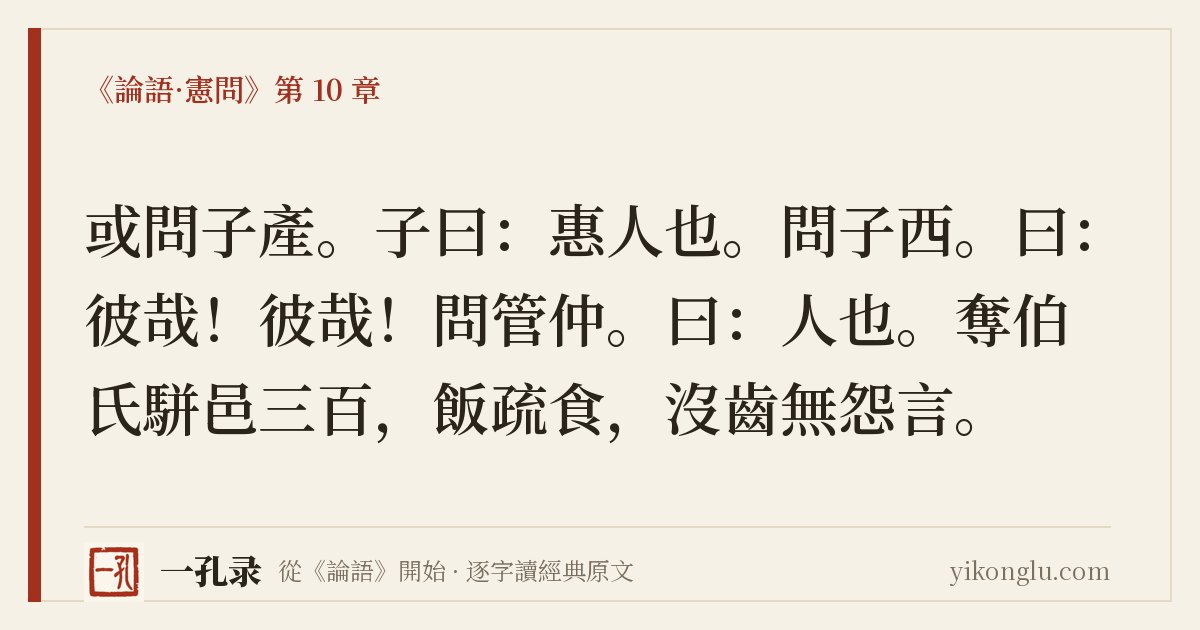 《論語·憲問》第 10 章
或問子產。子曰：惠人也。問子西。曰：
彼哉！彼哉！問管仲。曰：人也。奪伯
氏駢邑三百，飯疏食，沒齒無怨言。
一孔
一孔录 從《論語》開始 · 逐字讀經典原文 yikonglu.com